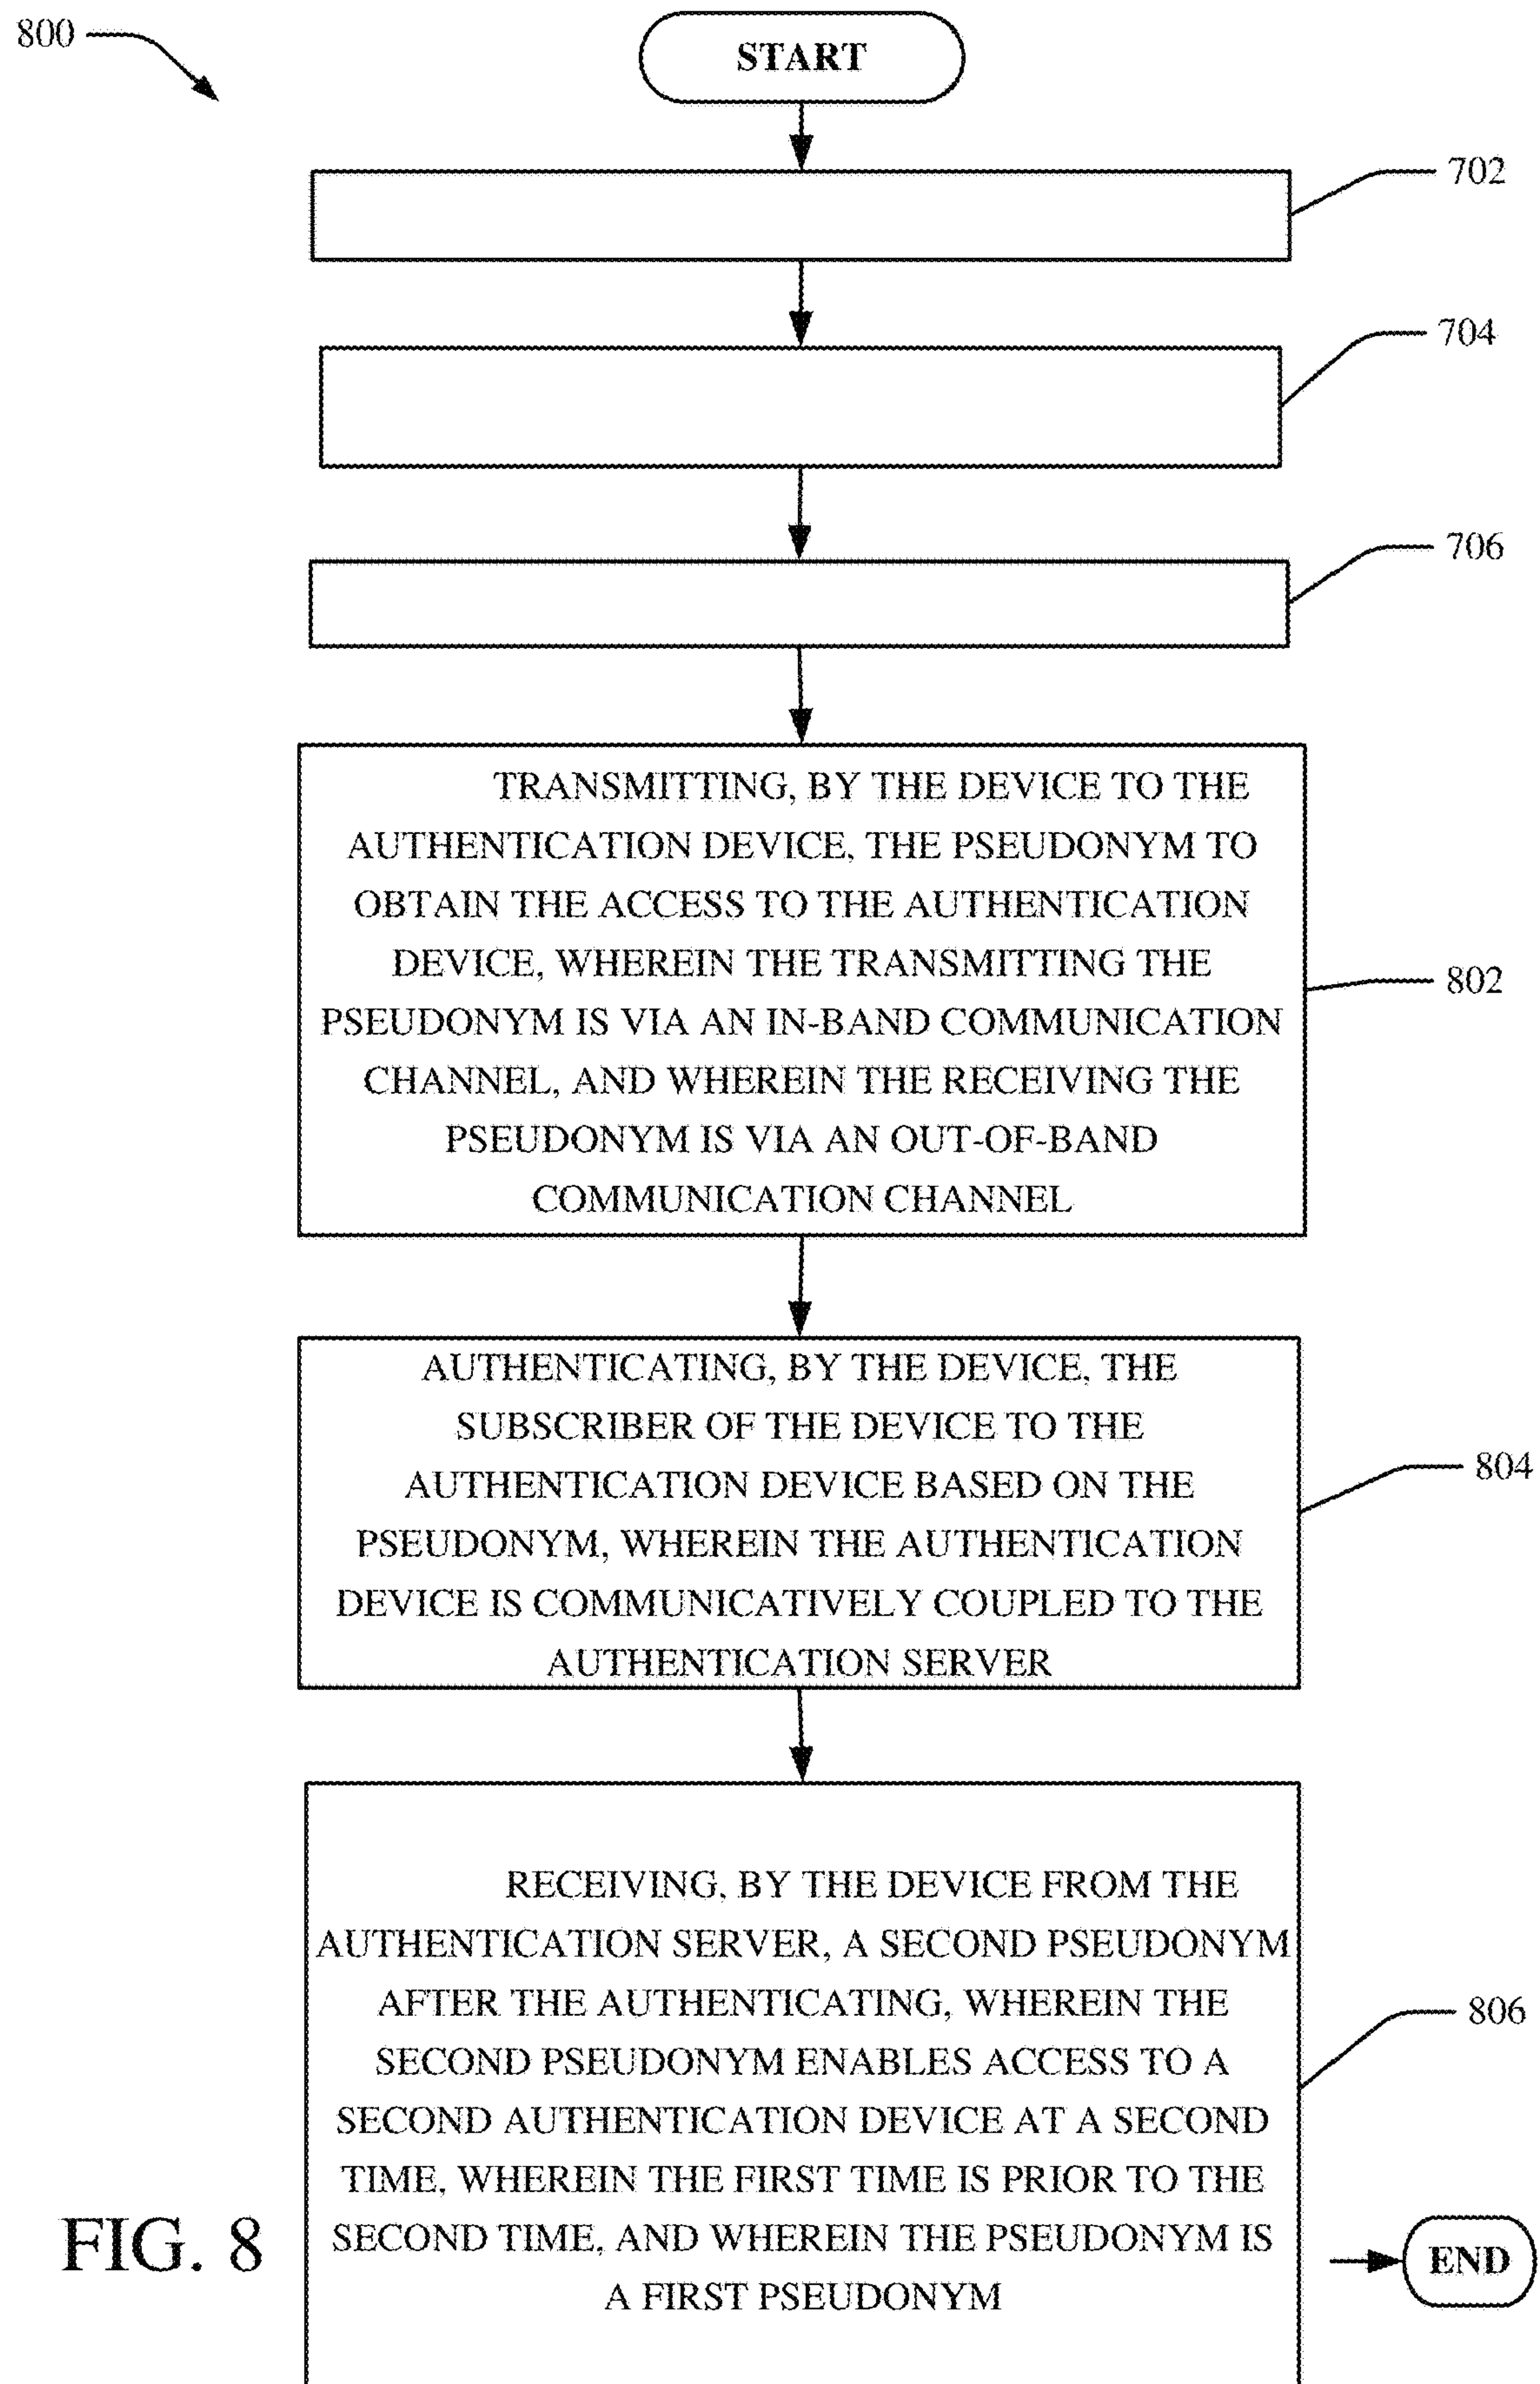 800
START
702
704
706
TRANSMITTING, BY THE DEVICE TO THE
AUTHENTICATION DEVICE, THE PSEUDONYM TO
OBTAIN THE ACCESS TO THE AUTHENTICATION
DEVICE, WHEREIN THE TRANSMITTING THE
PSEUDONYM IS VIA AN IN-BAND COMMUNICATION
CHANNEL, AND WHEREIN THE RECEIVING THE
PSEUDONYM IS VIA AN OUT-OF-BAND
COMMUNICATION CHANNEL
802
AUTHENTICATING, BY THE DEVICE, THE
SUBSCRIBER OF THE DEVICE TO THE
AUTHENTICATION DEVICE BASED ON THE
PSEUDONYM, WHEREIN THE AUTHENTICATION
DEVICE IS COMMUNICATIVELY COUPLED TO THE
AUTHENTICATION SERVER
804
RECEIVING, BY THE DEVICE FROM THE
AUTHENTICATION SERVER, A SECOND PSEUDONYM
AFTER THE AUTHENTICATING, WHEREIN THE
SECOND PSEUDONYM ENABLES ACCESS TO A
SECOND AUTHENTICATION DEVICE AT A SECOND
TIME, WHEREIN THE FIRST TIME IS PRIOR TO THE
SECOND TIME, AND WHEREIN THE PSEUDONYM IS
A FIRST PSEUDONYM
806
FIG. 8
END